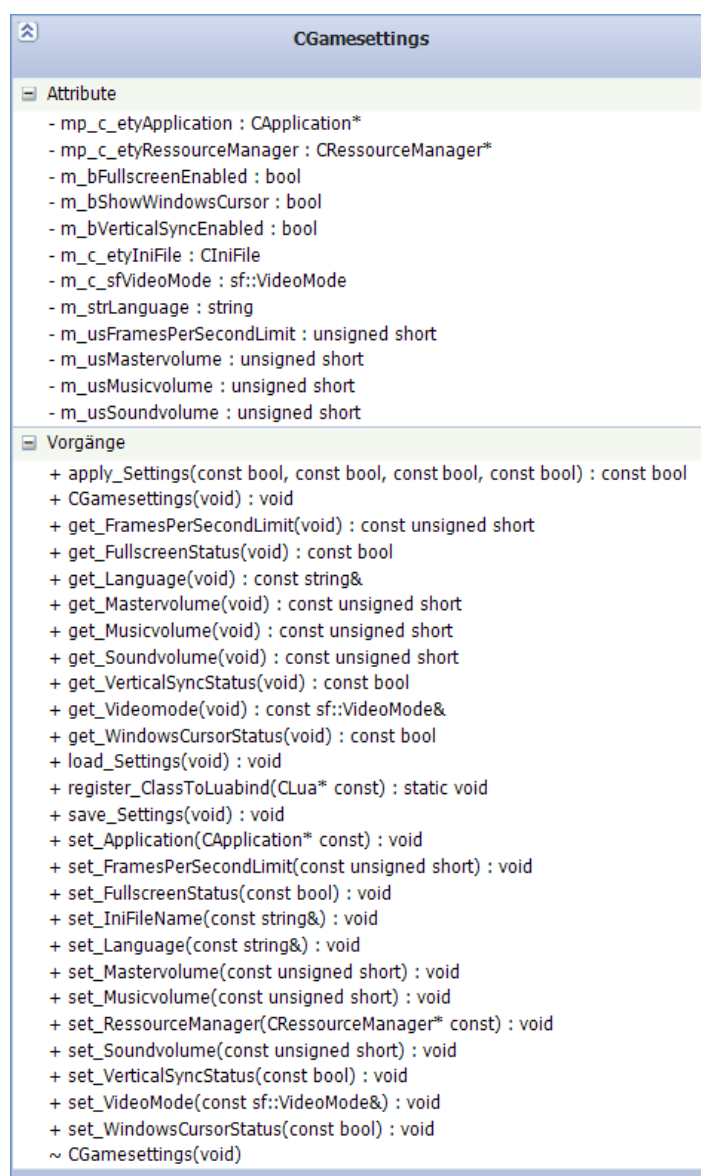 CGamesettings
Attribute
- mp_c_etyApplication : CApplication*
- mp_c_etyRessourceManager : CRessourceManager*
- m_bFullscreenEnabled : bool
- m_bShowWindowsCursor : bool
- m_bVerticalSyncEnabled : bool
- m_c_etyIniFile : CIniFile
- m_c_sfVideoMode : sf::VideoMode
- m_strLanguage : string
- m_usFramesPerSecondLimit : unsigned short
- m_usMastervolume : unsigned short
- m_usMusicvolume : unsigned short
- m_usSoundvolume : unsigned short
Vorgänge
+ apply_Settings(const bool, const bool, const bool, const bool) : const bool
+ CGamesettings(void) : void
+ get_FramesPerSecondLimit(void) : const unsigned short
+ get_FullscreenStatus(void) : const bool
+ get_Language(void) : const string&
+ get_Mastervolume(void) : const unsigned short
+ get_Musicvolume(void) : const unsigned short
+ get_Soundvolume(void) : const unsigned short
+ get_VerticalSyncStatus(void) : const bool
+ get_Videomode(void) : const sf::VideoMode&
+ get_WindowsCursorStatus(void) : const bool
+ load_Settings(void) : void
+ register_ClassToLuabind(CLua* const) : static void
+ save_Settings(void) : void
+ set_Application(CApplication* const) : void
+ set_FramesPerSecondLimit(const unsigned short) : void
+ set_FullscreenStatus(const bool) : void
+ set_IniFileName(const string&) : void
+ set_Language(const string&) : void
+ set_Mastervolume(const unsigned short) : void
+ set_Musicvolume(const unsigned short) : void
+ set_RessourceManager(CRessourceManager* const) : void
+ set_Soundvolume(const unsigned short) : void
+ set_VerticalSyncStatus(const bool) : void
+ set_VideoMode(const sf::VideoMode&) : void
+ set_WindowsCursorStatus(const bool) : void
~ CGamesettings(void)